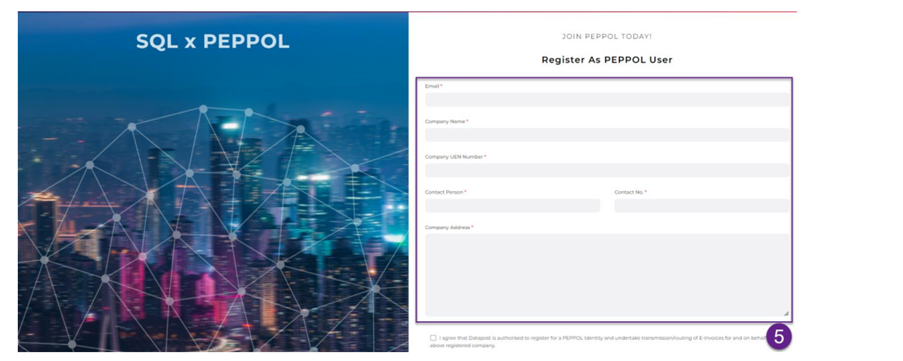 SQL x PEPPOL
JOIN PEPPOL TODAY!
Register As PEPPOL User
Email *
Company Name *
Company UEN Number *
Contact Person *
Contact No. *
Company Address *
I agree that Datapost is authorised to register for a PEPPOL Identity and undertake transmission/routing of E-Invoices for and on behalf
above registered company.
5